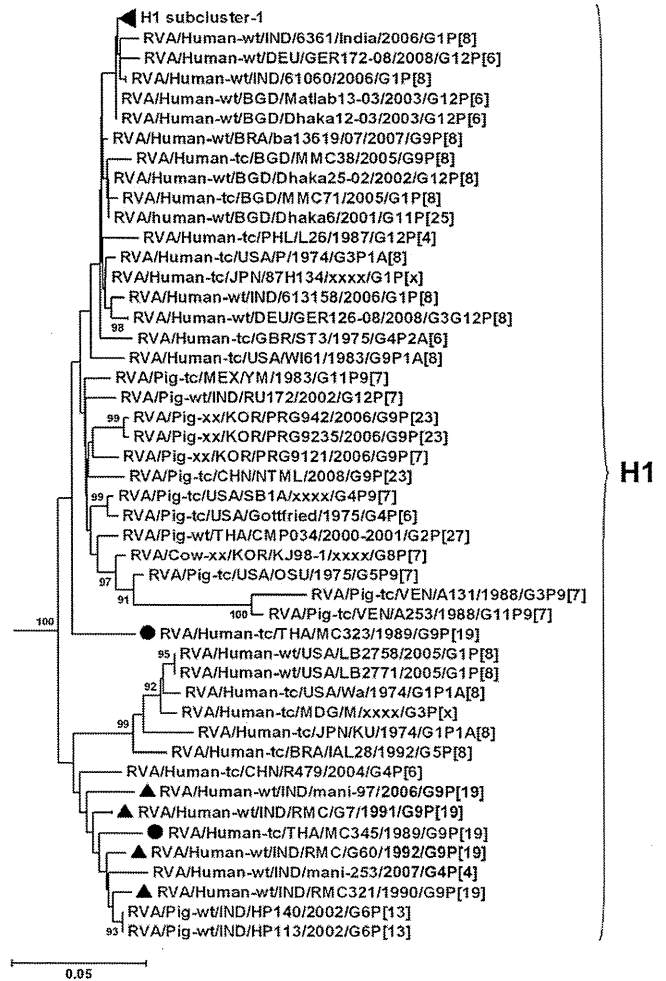 H1 subcluster-1
RVA/Human-wt/IND/6361/India/2006/G1P[8]
RVA/Human-wt/DEU/GER172-08/2008/G12P[6]
RVA/Human-wt/IND/61060/2006/G1P[8]
RVA/Human-wt/BGD/Matlab13-03/2003/G12P[6]
RVA/Human-wt/BGD/Dhaka12-03/2003/G12P[6]
RVA/Human-wt/BRA/ba13619/07/2007/G9P[8]
RVA/Human-tc/BGD/MMC38/2005/G9P[8]
RVA/Human-wt/BGD/Dhaka25-02/2002/G12P[8]
RVA/Human-tc/BGD/MMC71/2005/G1P[8]
RVA/human-wt/BGD/Dhaka6/2001/G11P[25]
RVA/Human-tc/PHL/L26/1987/G12P[4]
RVA/Human-tc/USA/P/1974/G3P1A[8]
RVA/Human-tc/JPN/87H134/xxxx/G1P[x]
RVA/Human-wt/IND/613158/2006/G1P[8]
RVA/Human-wt/DEU/GER126-08/2008/G3G12P[8]
98
RVA/Human-tc/GBR/ST3/1975/G4P2A[6]
RVA/Human-tc/USA/WI61/1983/G9P1A[8]
RVA/Pig-tc/MEX/YM/1983/G11P9[7]
RVA/Pig-wt/IND/RU172/2002/G12P[7]
99 RVA/Pig-xx/KOR/PRG942/2006/G9P[23]
RVA/Pig-xx/KOR/PRG9235/2006/G9P[23]
RVA/Pig-xx/KOR/PRG9121/2006/G9P[7]
RVA/Pig-tc/CHN/NTML/2008/G9P[23]
H1
99 RVA/Pig-tc/USA/SB1A/xxxx/G4P9[7]
RVA/Pig-tc/USA/Gottfried/1975/G4P[6]
RVA/Pig-wt/THA/CMP034/2000-2001/G2P[27]
RVA/Cow-xx/KOR/KJ98-1/xxxx/G8P[7]
97 RVA/Pig-tc/USA/OSU/1975/G5P9[7]
91 RVA/Pig-tc/VEN/A131/1988/G3P9[7]
100 RVA/Pig-tc/VEN/A253/1988/G11P9[7]
100 RVA/Human-tc/THA/MC323/1989/G9P[19]
95 RVA/Human-wt/USA/LB2758/2005/G1P[8]
RVA/Human-wt/USA/LB2771/2005/G1P[8]
92 RVA/Human-tc/USA/Wa/1974/G1P1A[8]
RVA/Human-tc/MDG/M/xxxx/G3P[x]
99 RVA/Human-tc/JPN/KU/1974/G1P1A[8]
RVA/Human-tc/BRA/IAL28/1992/G5P[8]
RVA/Human-tc/CHN/R479/2004/G4P[6]
RVA/Human-wt/IND/mani-97/2006/G9P[19]
RVA/Human-wt/IND/RMC/G7/1991/G9P[19]
RVA/Human-tc/THA/MC345/1989/G9P[19]
RVA/Human-wt/IND/RMC/G60/1992/G9P[19]
RVA/Human-wt/IND/mani-253/2007/G4P[4]
RVA/Human-wt/IND/RMC321/1990/G9P[19]
RVA/Pig-wt/IND/HP140/2002/G6P[13]
93 RVA/Pig-wt/IND/HP113/2002/G6P[13]
0.05